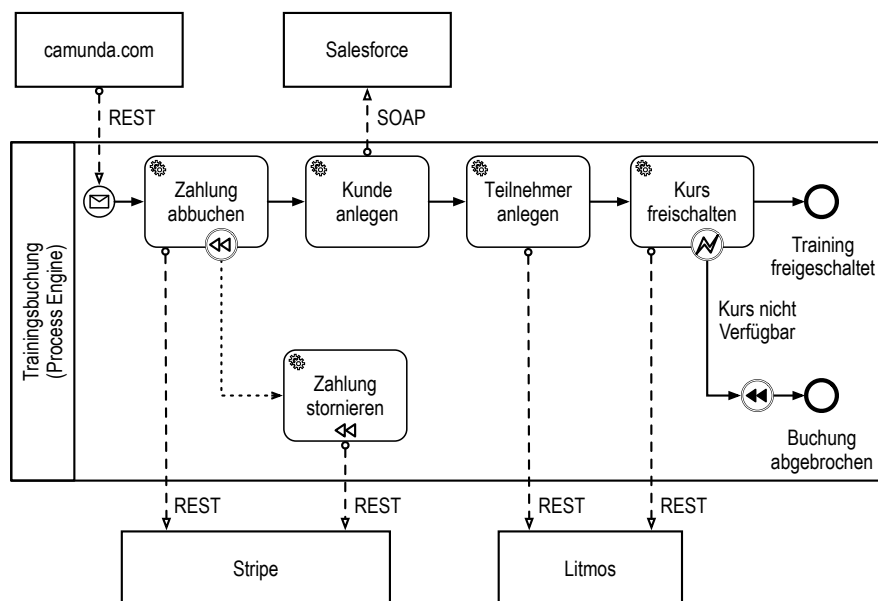 camunda.com
Salesforce
REST
SOAP
Trainingsbuchung
(Process Engine)
Zahlung
abbuchen
Kunde
anlegen
Teilnehmer
anlegen
Kurs
freischalten
Training
freigeschaltet
Kurs nicht
Verfügbar
Zahlung
stornieren
Buchung
abgebrochen
REST
REST
REST
REST
Stripe
Litmos